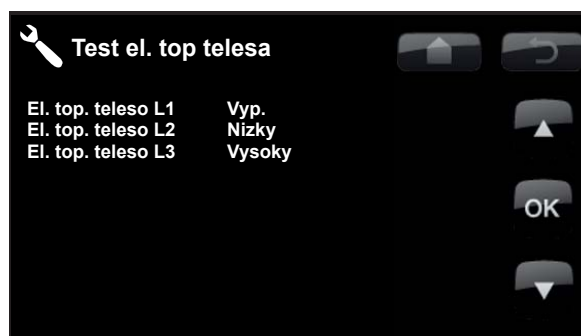 Test el. top telesa
El. top. teleso L1 Vyp.
El. top. teleso L2 Nizky
El. top. teleso L3 Vysoky
OK